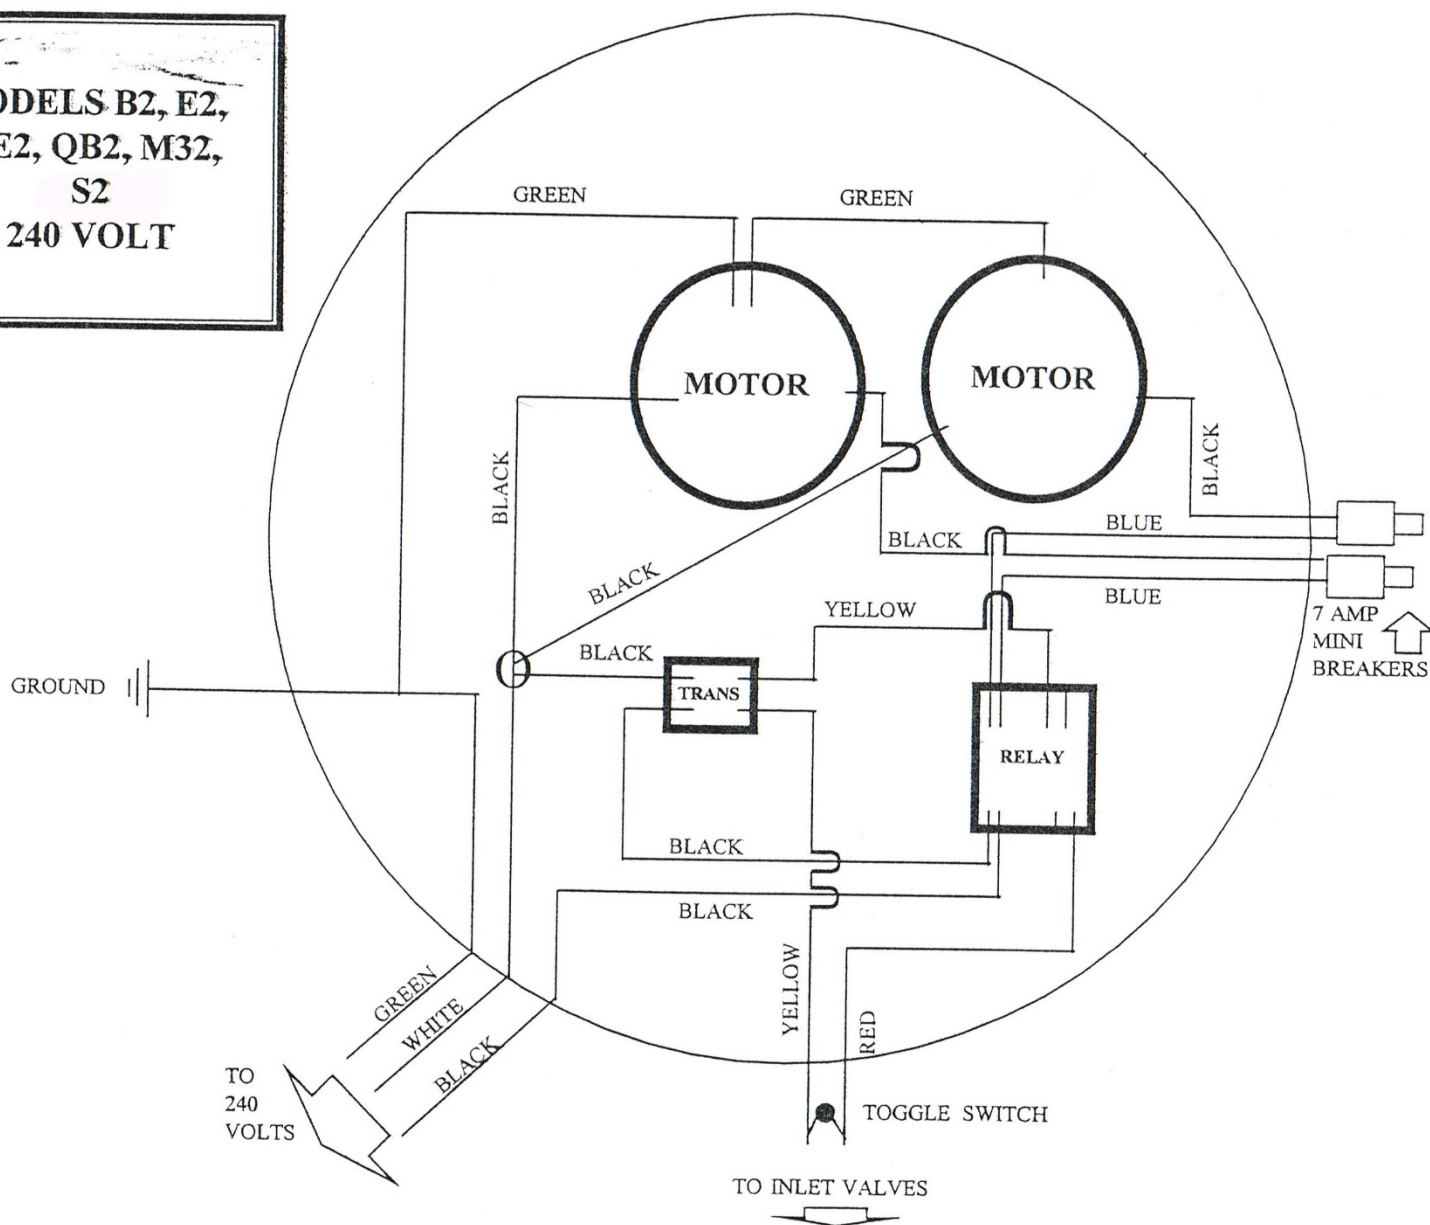 ODELS B2, E2,
E2, QB2, M32,
S2
240 VOLT
GREEN
GREEN
MOTOR
MOTOR
BLACK
BLACK
BLUE
BLACK
BLACK
BLUE
YELLOW
7 AMP
MINI
BREAKERS
BLACK
TRANS
GROUND
RELAY
BLACK
BLACK
YELLOW
RED
GREEN
WHITE
BLACK
TO
240
VOLTS
TOGGLE SWITCH
TO INLET VALVES